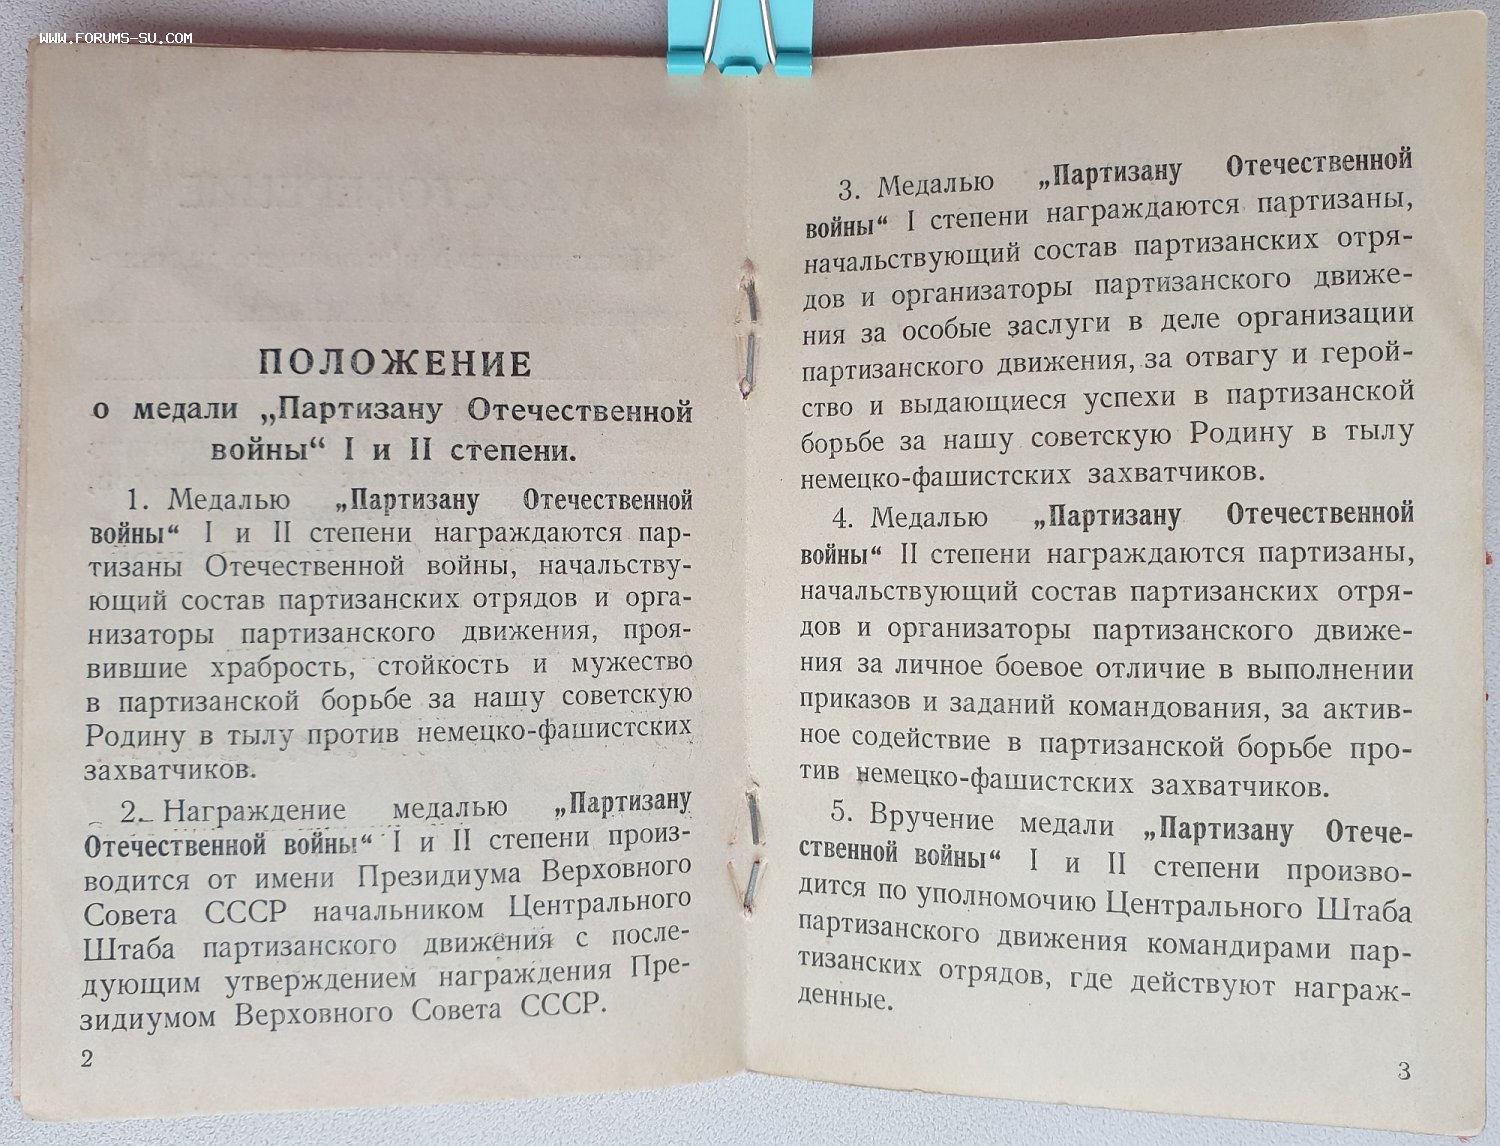 WWW.FORUMS-SU.COM
ПОЛОЖЕНИЕ
о медали „Партизану Отечественной
войны“ I и II степени.
1. Медалью „Партизану Отечественной
войны“ I и II степени награждаются пар-
тизаны Отечественной войны, начальству-
ющий состав партизанских отрядов и орга-
низаторы партизанского движения, проя-
вившие храбрость, стойкость и мужество
в партизанской борьбе за нашу советскую
Родину в тылу против немецко-фашистских
захватчиков.
2. Награждение медалью „Партизану
Отечественной войны“ I и II степени произ-
водится от имени Президиума Верховного
Совета СССР начальником Центрального
Штаба партизанского движения с после-
дующим утверждением награждения Пре-
зидиумом Верховного Совета СССР.
2
3. Медалью „Партизану Отечественной
войны“ I степени награждаются партизаны,
начальствующий состав партизанских отря-
дов и организаторы партизанского движе-
ния за особые заслуги в деле организации
партизанского движения, за отвагу и герой-
ство и выдающиеся успехи в партизанской
борьбе за нашу советскую Родину в тылу
немецко-фашистских захватчиков.
4. Медалью „Партизану Отечественной
войны“ II степени награждаются партизаны,
начальствующий состав партизанских отря-
дов и организаторы партизанского движе-
ния за личное боевое отличие в выполнении
приказов и заданий командования, за актив-
ное содействие в партизанской борьбе про-
тив немецко-фашистских захватчиков.
5. Вручение медали „Партизану Отече-
ственной войны“ I и II степени произво-
дится по уполномочию Центрального Штаба
партизанского движения командирами пар-
тизанских отрядов, где действуют награж-
денные.
3